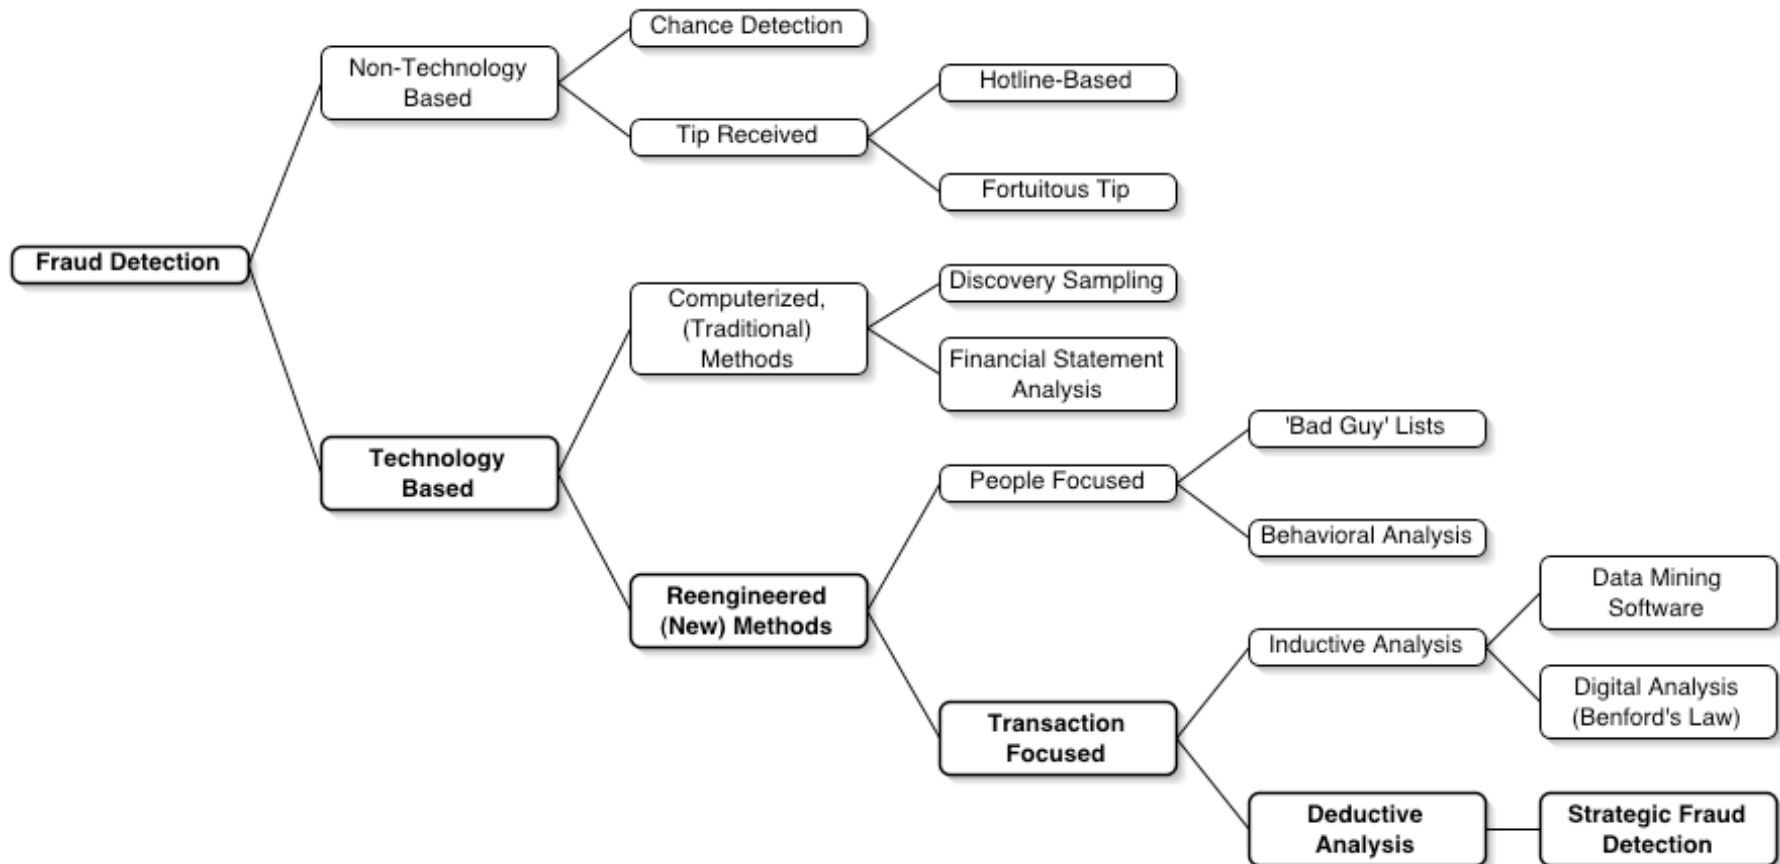 Chance Detection
Non-Technology
Based
Hotline-Based
Tip Received
Fortuitous Tip
Fraud Detection
Discovery Sampling
Computerized,
(Traditional)
Methods
Financial Statement
Analysis
'Bad Guy' Lists
Technology
Based
People Focused
Behavioral Analysis
Data Mining
Software
Reengineered
(New) Methods
Inductive Analysis
Digital Analysis
(Benford's Law)
Transaction
Focused
Deductive
Analysis
Strategic Fraud
Detection